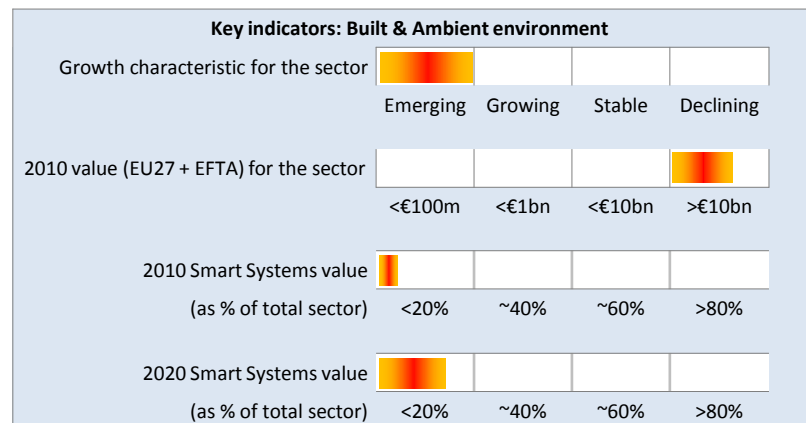 Key indicators: Built & Ambient environment
Growth characteristic for the sector
Emerging Growing Stable Declining
2010 value (EU27 + EFTA) for the sector
<€100m <€1bn <€10bn >€10bn
2010 Smart Systems value
(as % of total sector) <20% ~40% ~60% >80%
2020 Smart Systems value
(as % of total sector) <20% ~40% ~60% >80%